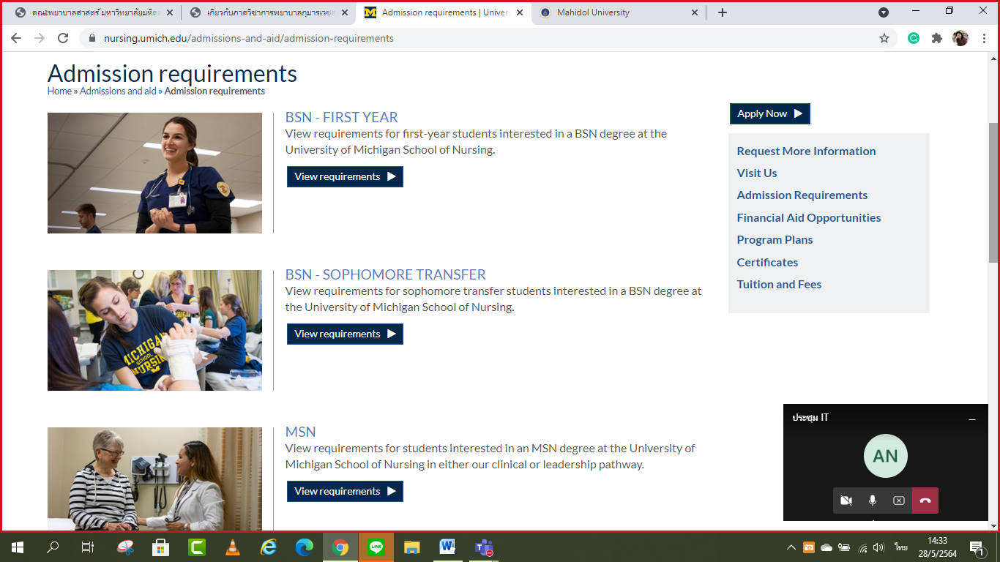 คณะพยาบาลศาสตร์ มหาวิทยาลัยมหิดล
เกี่ยวกับภาควิชาการพยาบาลกุมารเวชศ
Admission requirements | Univers
Mahidol University
nursing.umich.edu/admissions-and-aid/admission-requirements
Admission requirements
Home » Admissions and aid » Admission requirements
BSN - FIRST YEAR
View requirements for first-year students interested in a BSN degree at the
University of Michigan School of Nursing.
View requirements
BSN - SOPHOMORE TRANSFER
View requirements for sophomore transfer students interested in a BSN degree at
the University of Michigan School of Nursing.
View requirements
MICHIGAN
SCHOOL
NURSING
MSN
View requirements for students interested in an MSN degree at the University of
Michigan School of Nursing in either our clinical or leadership pathway.
View requirements
Apply Now
Request More Information
Visit Us
Admission Requirements
Financial Aid Opportunities
Program Plans
Certificates
Tuition and Fees
ประชุม IT
AN
ไทย
14:33
28/5/2564
1